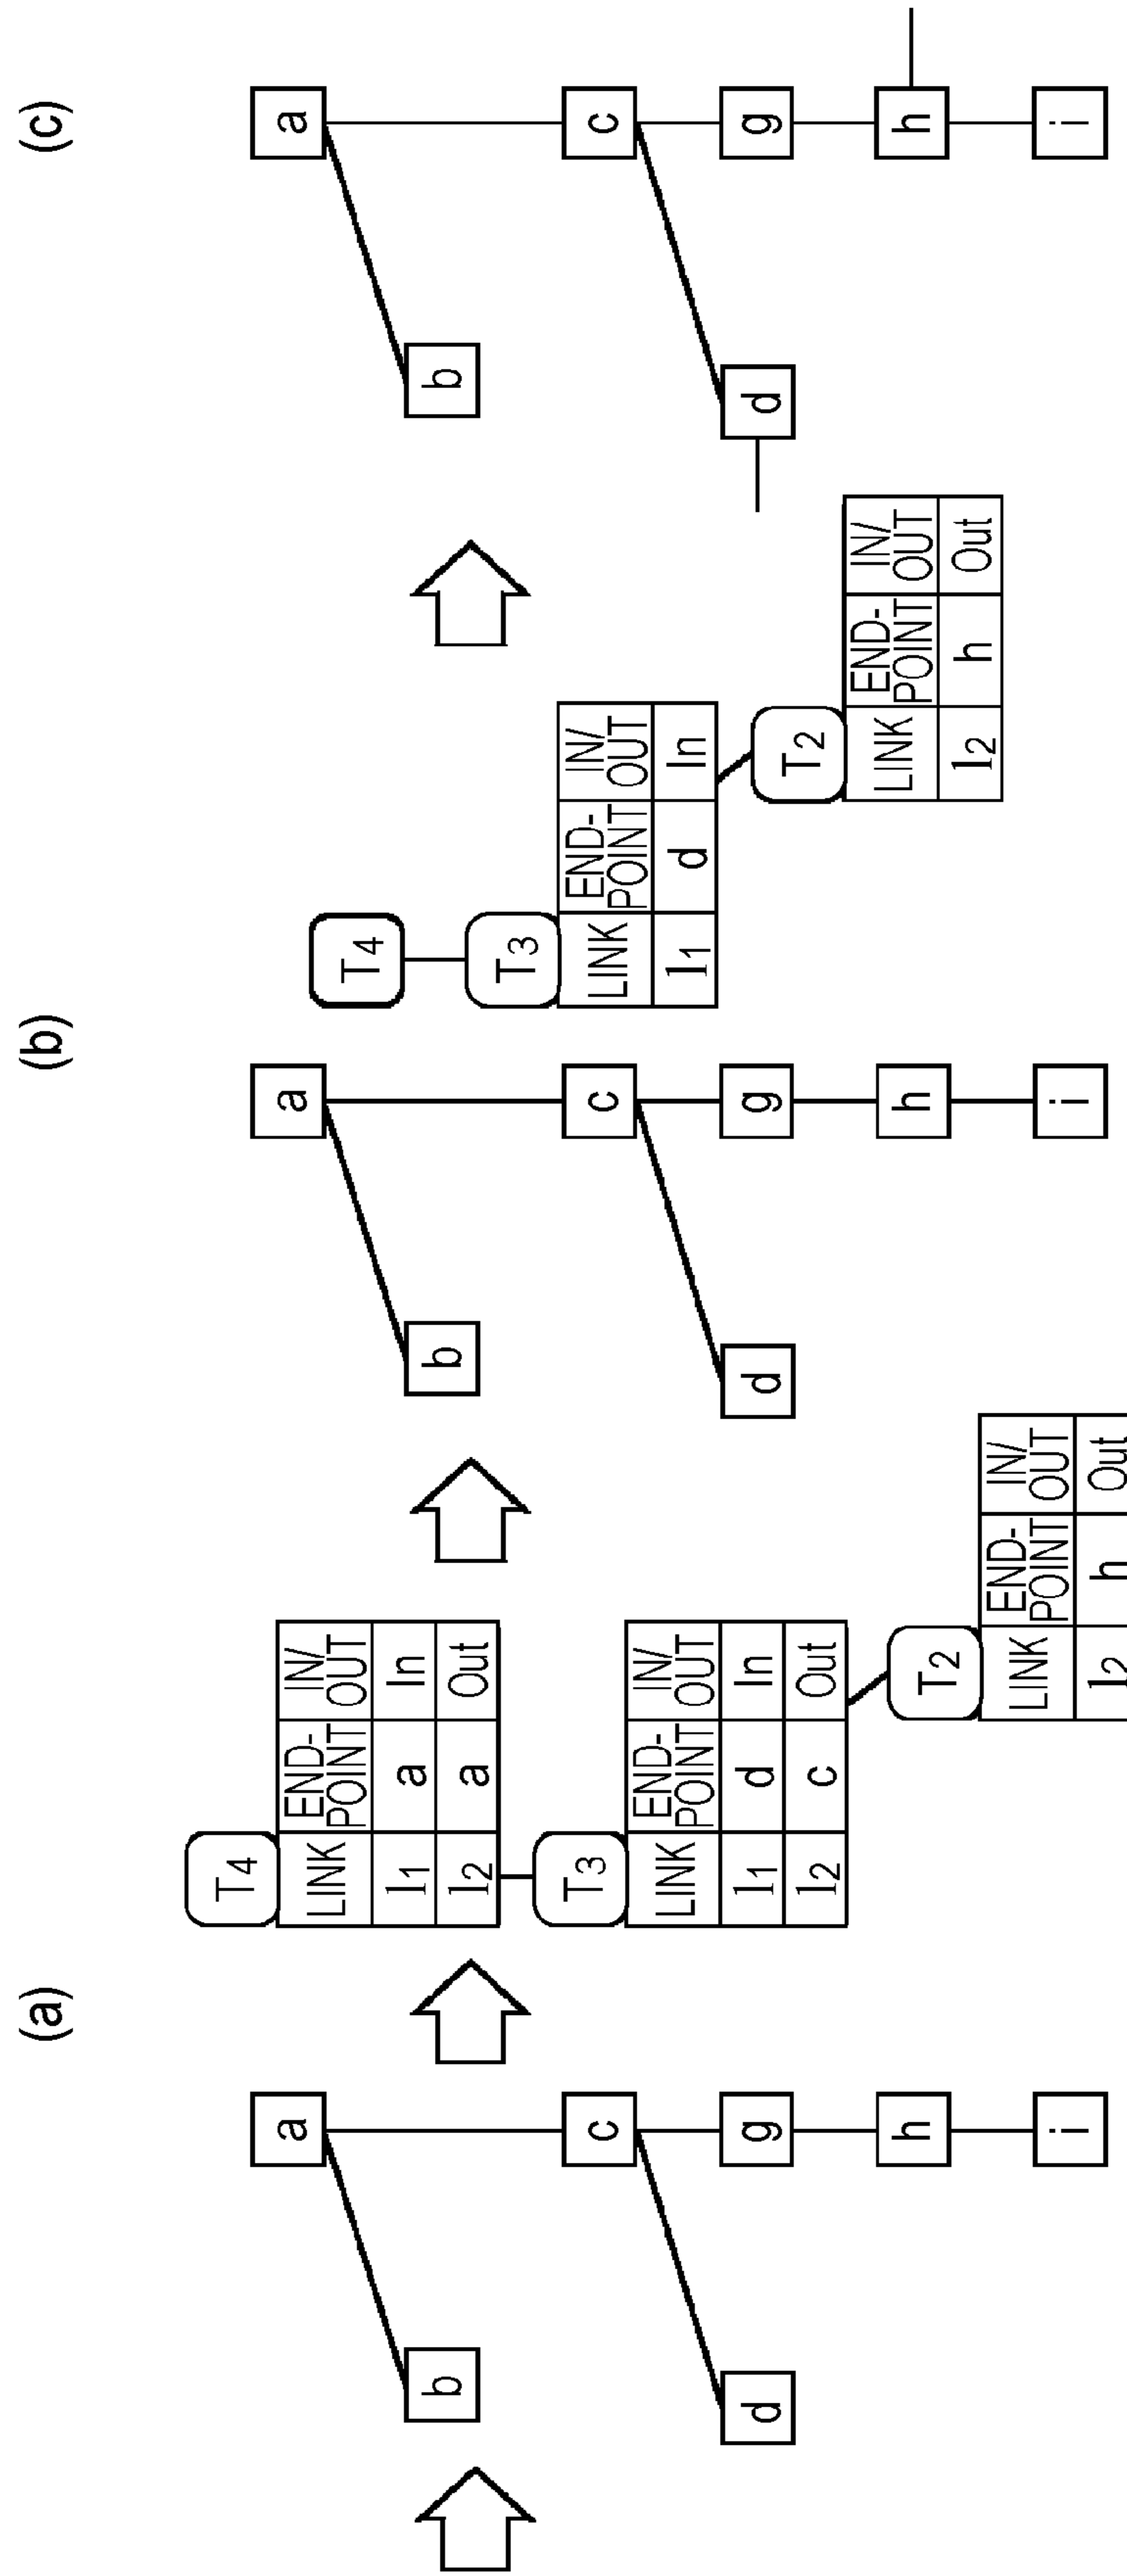 (a)
a
b
c
d
g
h
i
T4
LINK END-POINT IN/OUT
l1 a In
l2 a Out
T3
LINK END-POINT IN/OUT
l1 d In
l2 c Out
T2
LINK END-POINT IN/OUT
l2 h Out
(b)
a
b
c
d
g
h
i
T4
T3
LINK END-POINT IN/OUT
l1 d In
T2
LINK END-POINT IN/OUT
l2 h Out
(c)
a
b
c
d
g
h
i